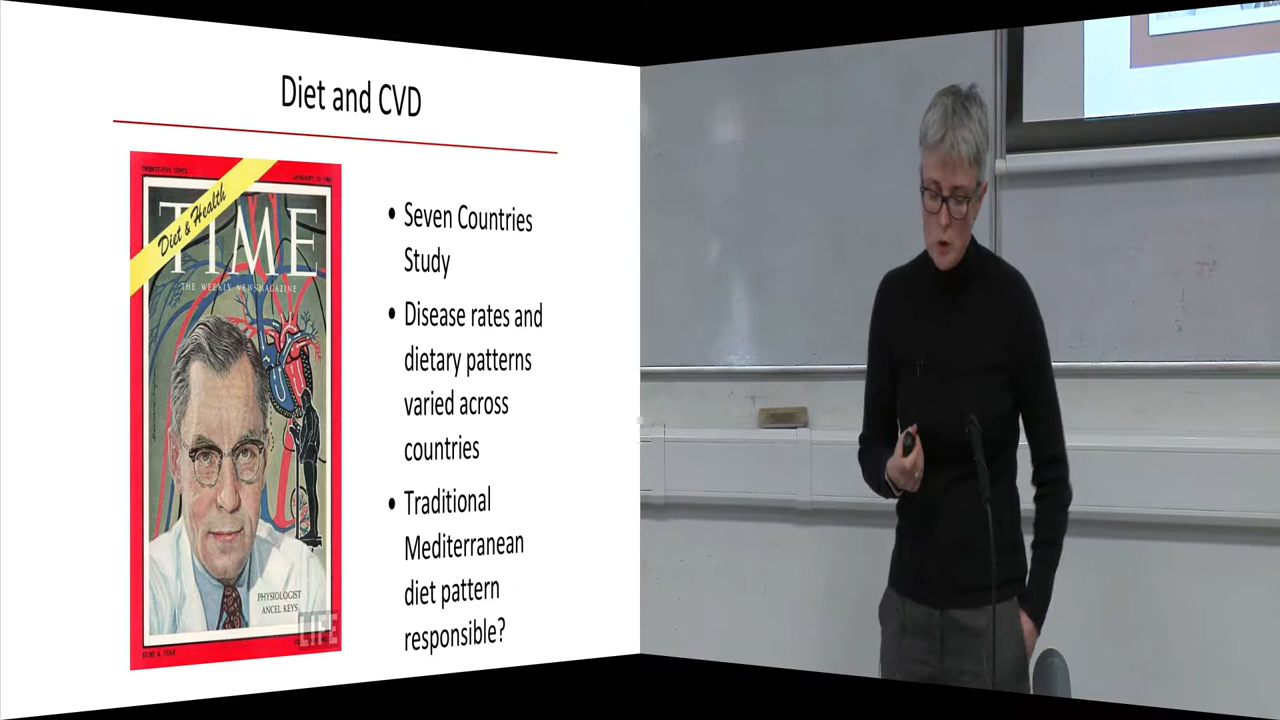 Diet and CVD
TWENTY-FIVE CENTS
JANUARY 13
Diet & Health
TIME
THE WEEKLY NEWSMAGAZINE
PHYSIOLOGIST
ANCEL KEYS
LIFE
• Seven Countries
Study
• Disease rates and
dietary patterns
varied across
countries
• Traditional
Mediterranean
diet pattern
responsible?